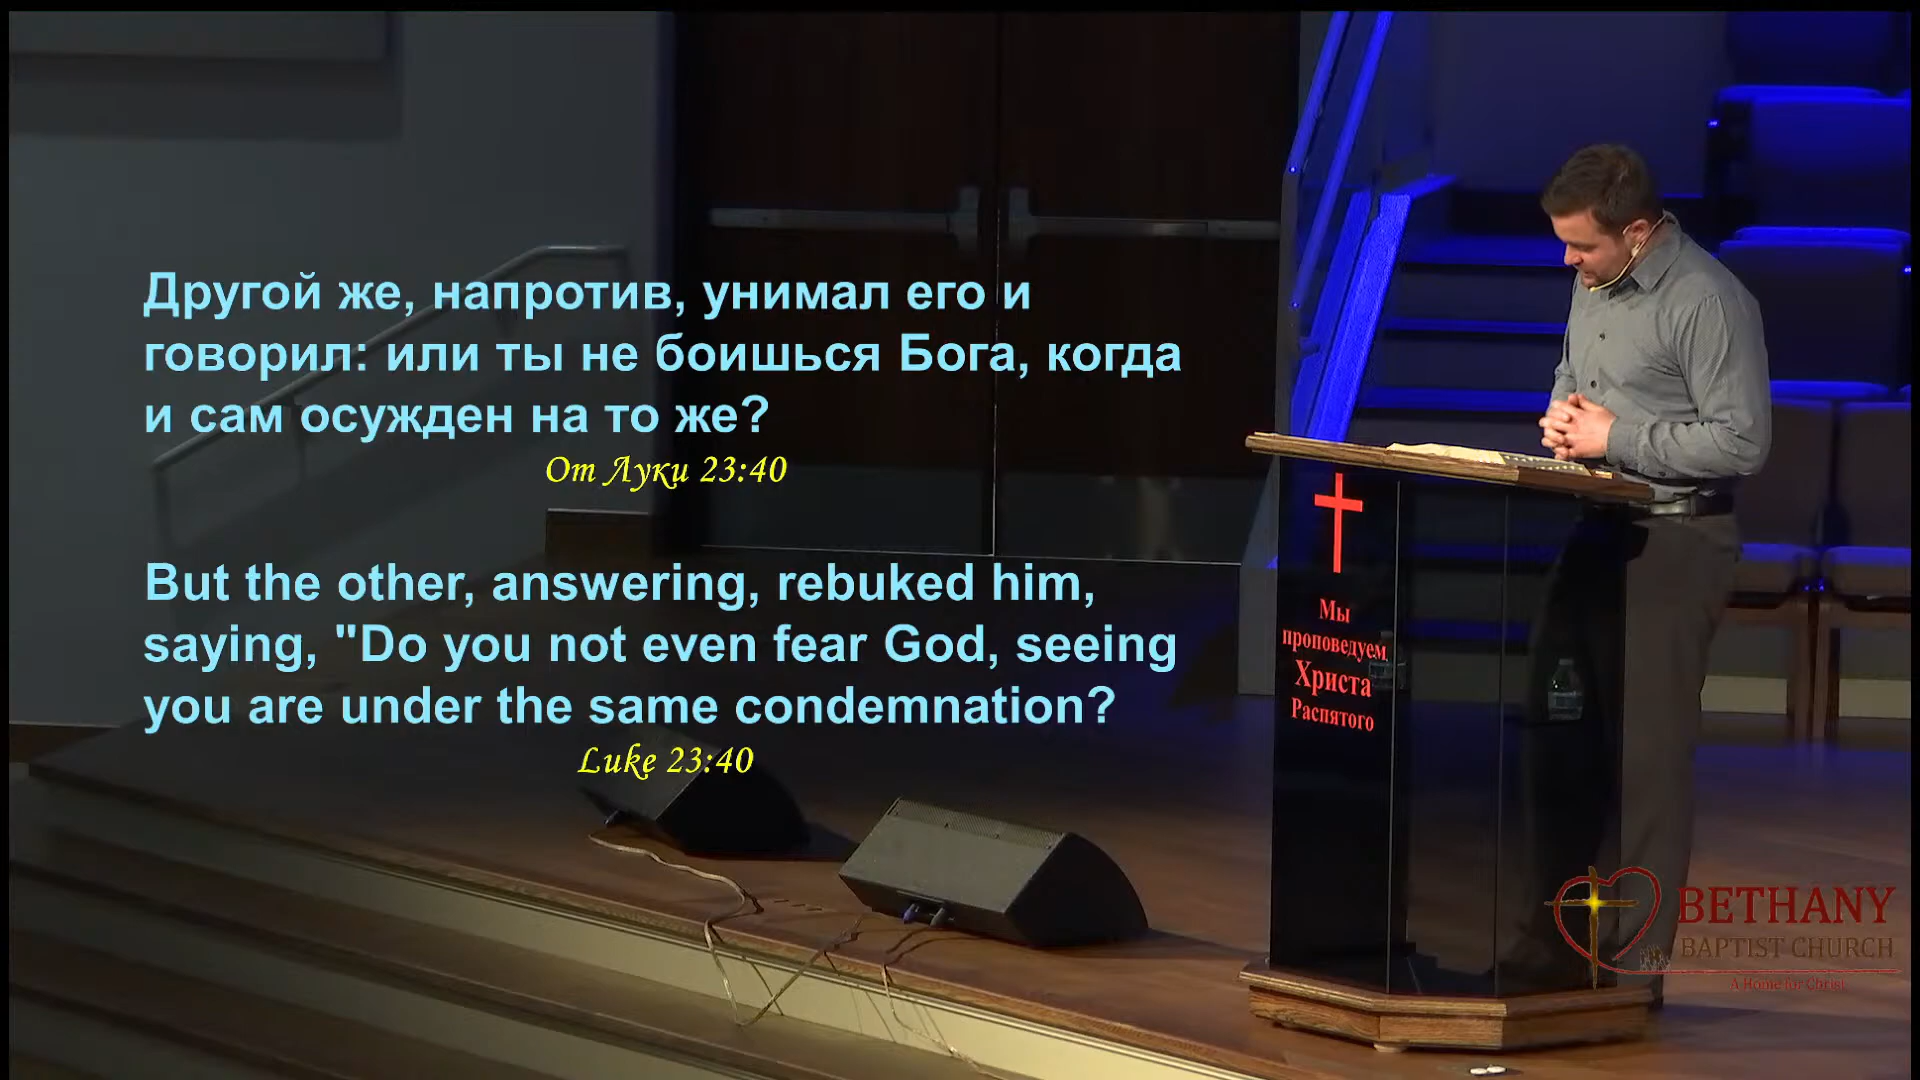 Другой же, напротив, унимал его и
говорил: или ты не боишься Бога, когда
и сам осужден на то же?
От Луки 23:40
But the other, answering, rebuked him,
saying, "Do you not even fear God, seeing
you are under the same condemnation?
Luke 23:40
Мы
проповедуем
Христа
Распятого
BETHANY
BAPTIST CHURCH
A Home for Christ